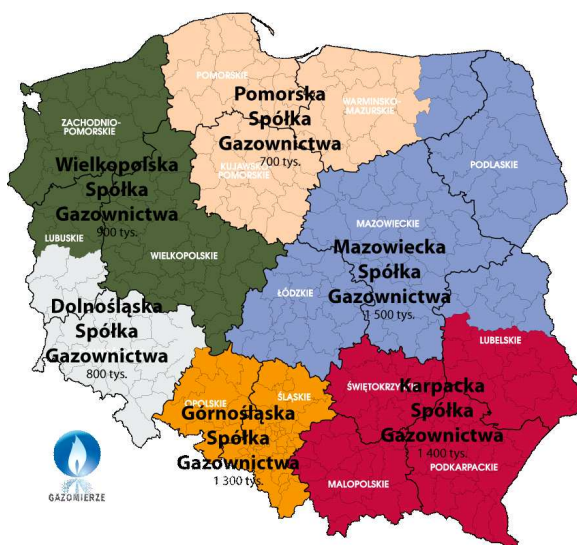 POMORSKIE
WARMIŃSKO-
MAZURSKIE
Pomorska
Spółka
Gazownictwa
700 tys.
KUJAWSKO-
POMORSKIE
ZACHODNIO-
POMORSKIE
Wielkopolska
Spółka
Gazownictwa
900 tys.
LUBUSKIE
WIELKOPOLSKIE
PODLASKIE
MAZOWIECKIE
Mazowiecka
Spółka
Gazownictwa
1 500 tys.
ŁÓDZKIE
Dolnośląska
Spółka
Gazownictwa
800 tys.
LUBELSKIE
OPOLSKIE
ŚLĄSKIE
Górnośląska
Spółka
Gazownictwa
1 300 tys.
ŚWIĘTOKRZYSKIE
Karpacka
Spółka
Gazownictwa
1 400 tys.
MALOPOLSKIE
PODKARPACKIE
GAZOMIERZE